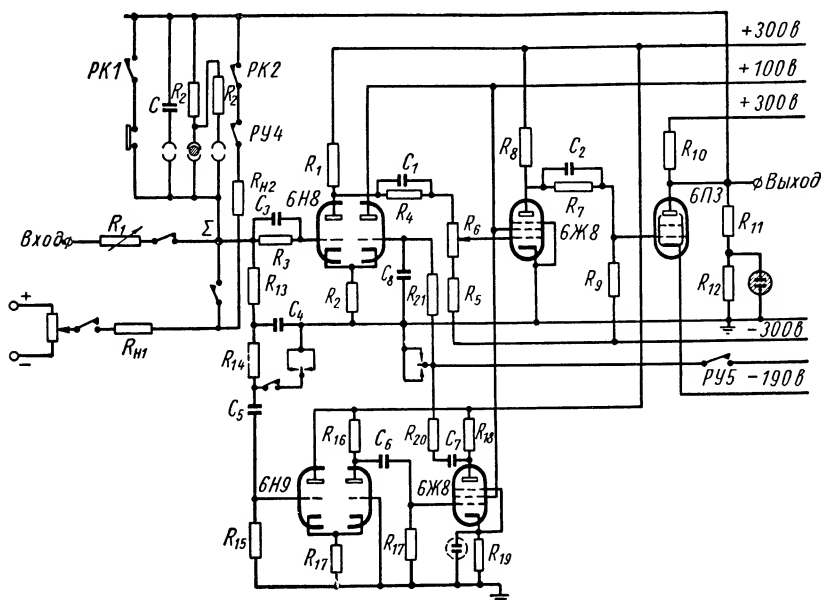 +300в
РК1
C
R2
R2
РК2
+100в
РУ4
+300в
R1
C1
R8
C2
R10
6Н8
R4
6П3
Выход
RН2
C3
R7
R6
6Ж8
R11
Вход
R1
Σ
R3
R13
R2
C8
R21
R5
R9
R12
+
C4
−300в
−
RН1
R14
РУ5
−190в
C5
R16
C6
R20
C7
R18
6Н9
6Ж8
R15
R17
R17
R19